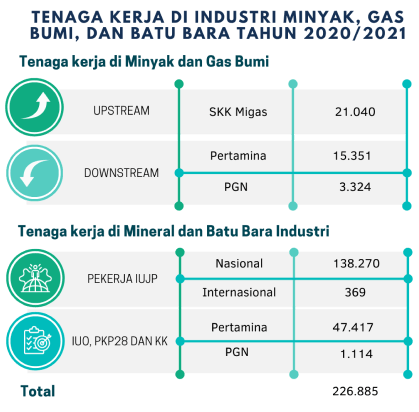 TENAGA KERJA DI INDUSTRI MINYAK, GAS
BUMI, DAN BATU BARA TAHUN 2020/2021
Tenaga kerja di Minyak dan Gas Bumi
UPSTREAM SKK Migas 21.040
DOWNSTREAM
Pertamina 15.351
PGN 3.324
Tenaga kerja di Mineral dan Batu Bara Industri
PEKERJA IUJP
Nasional 138.270
Internasional 369
IUO, PKP28 DAN KK
Pertamina 47.417
PGN 1.114
Total 226.885